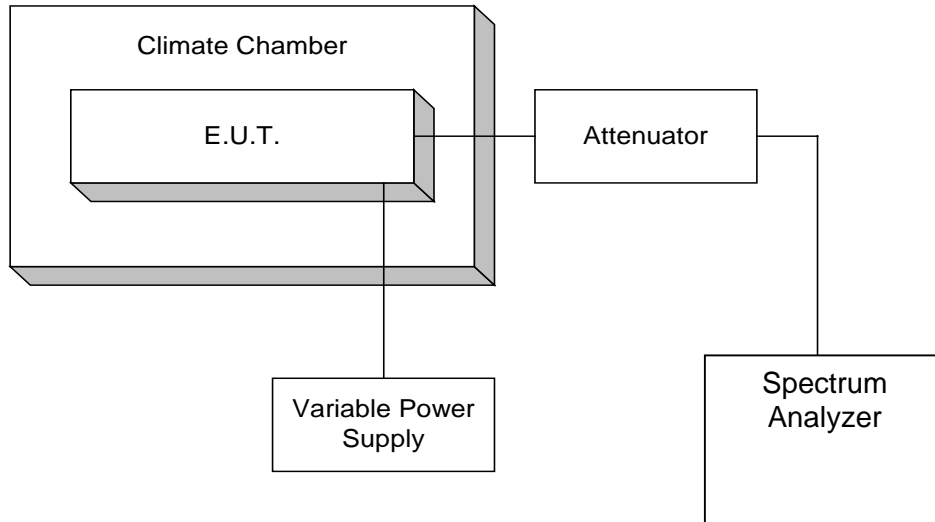 Climate Chamber
E.U.T.
Attenuator
Variable Power
Supply
Spectrum
Analyzer